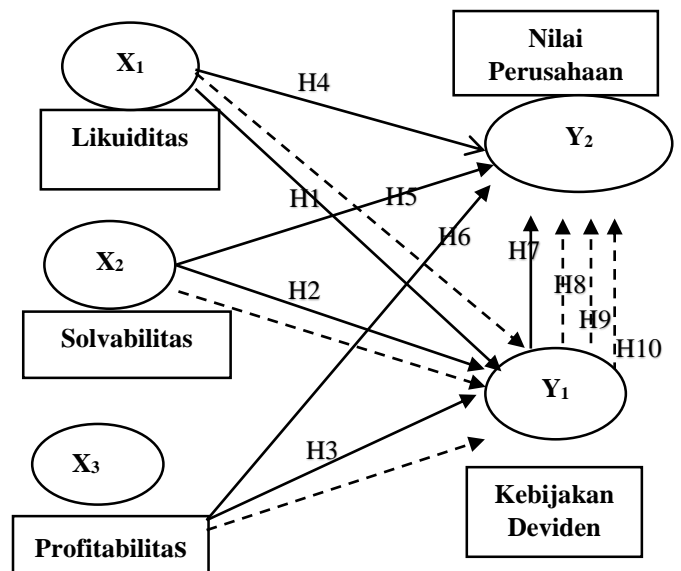 X1
Likuiditas
X2
Solvabilitas
X3
Profitabilitas
H4
H1
H5
H6
H2
H3
H7
H8
H9
H10
Nilai
Perusahaan
Y2
Y1
Kebijakan
Deviden